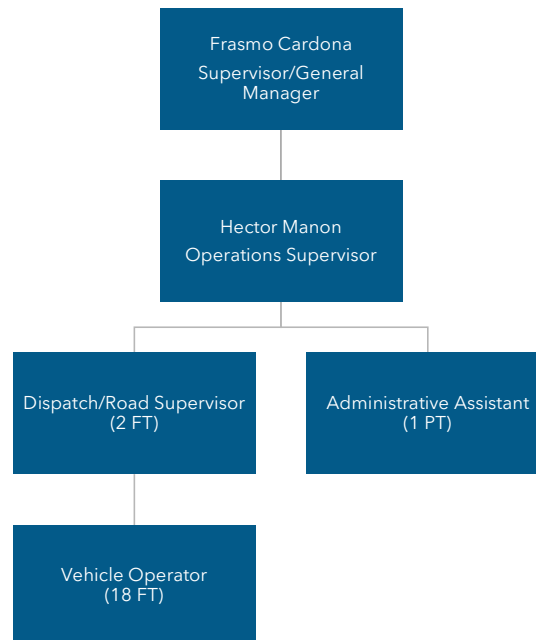 Frasmo Cardona
Supervisor/General
Manager
Hector Manon
Operations Supervisor
Dispatch/Road Supervisor
(2 FT)
Administrative Assistant
(1 PT)
Vehicle Operator
(18 FT)